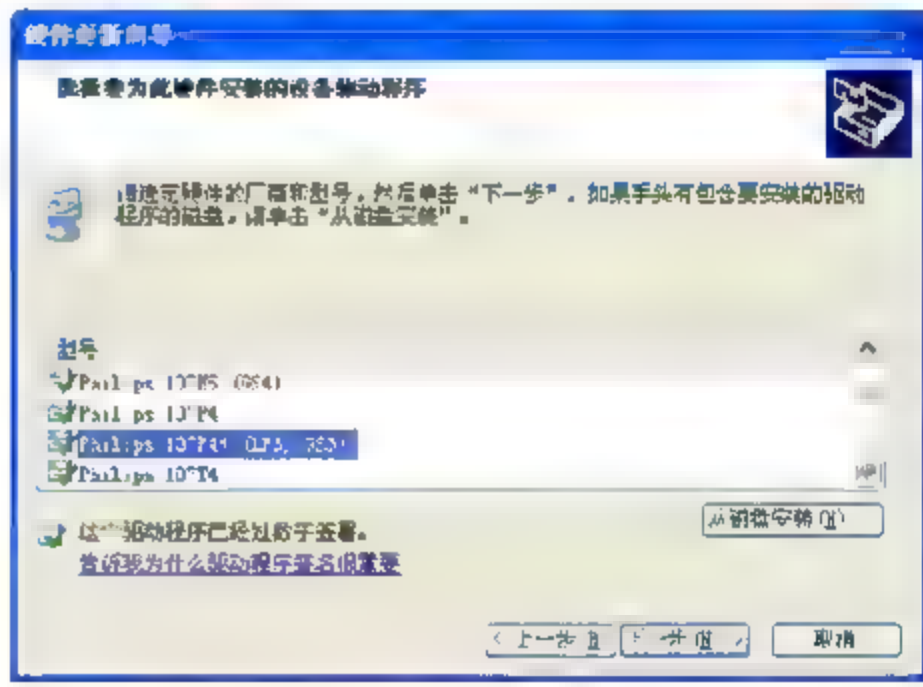 硬件更新向导
选择要为此硬件安装的设备驱动程序
请选定硬件的厂商和型号，然后单击“下一步”。如果手头有包含要安装的驱动
程序的磁盘，请单击“从磁盘安装”。
型号
Philips
Philips 107P4
Philips
Philips 107T4
这个驱动程序已经过数字签署。
告诉我为什么驱动程序签名很重要
从磁盘安装(H)
< 上一步(B)
下一步(N) >
取消